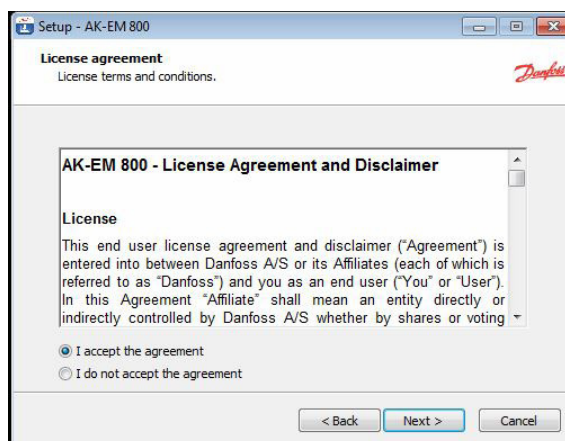 Setup - AK-EM 800
License agreement
License terms and conditions.
Danfoss
AK-EM 800 - License Agreement and Disclaimer
License
This end user license agreement and disclaimer (“Agreement”) is
entered into between Danfoss A/S or its Affiliates (each of which is
referred to as “Danfoss”) and you as an end user (“You” or “User”).
In this Agreement “Affiliate” shall mean an entity directly or
indirectly controlled by Danfoss A/S whether by shares or voting
I accept the agreement
I do not accept the agreement
< Back
Next >
Cancel